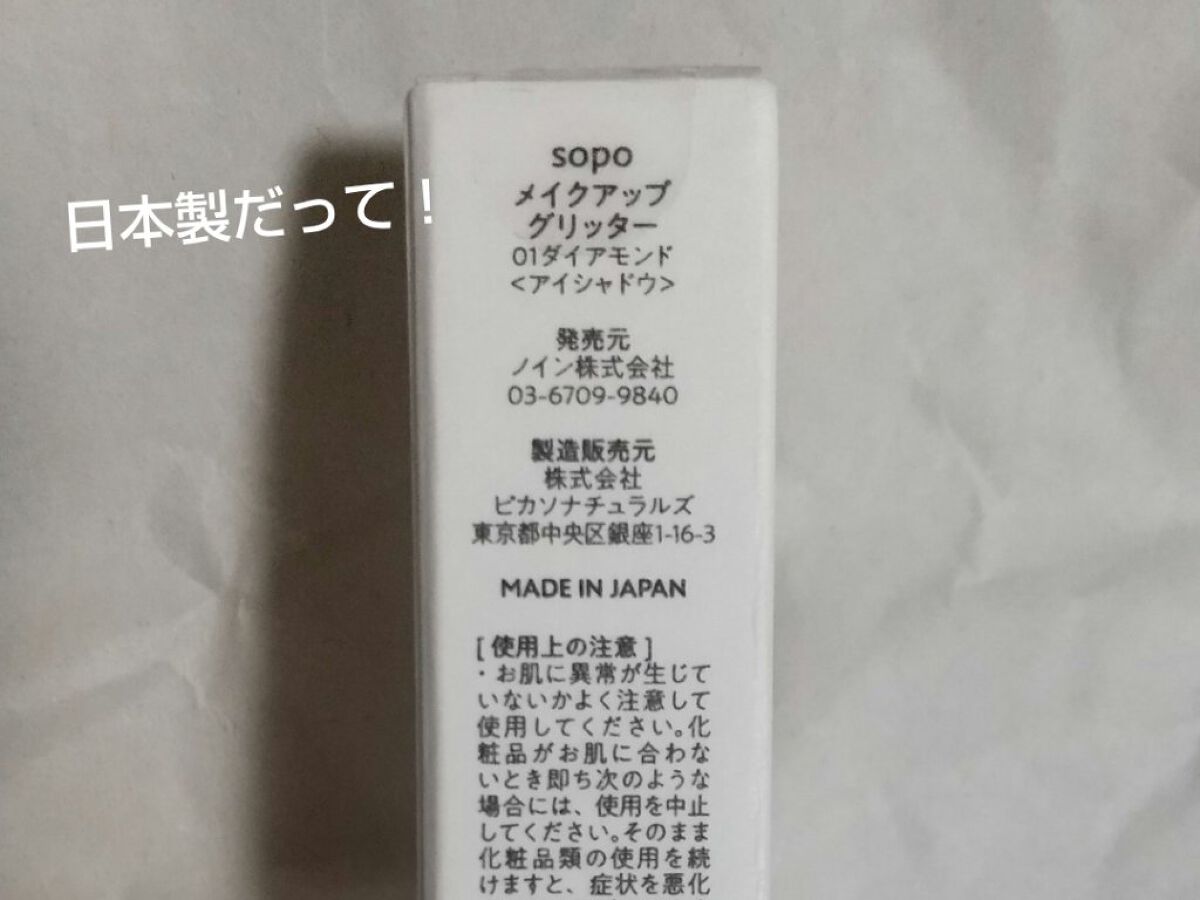 日本製だって！
sopo
メイクアップ
グリッター
01ダイアモンド
<アイシャドウ>
発売元
ノイン株式会社
03-6709-9840
製造販売元
株式会社
ピカソナチュラルズ
東京都中央区銀座1-16-3
MADE IN JAPAN
[ 使用上の注意 ]
・お肌に異常が生じて
いないかよく注意して
使用してください。化
粧品がお肌に合わな
いとき即ち次のような
場合には、使用を中止
してください。そのまま
化粧品類の使用を続
けますと、症状を悪化